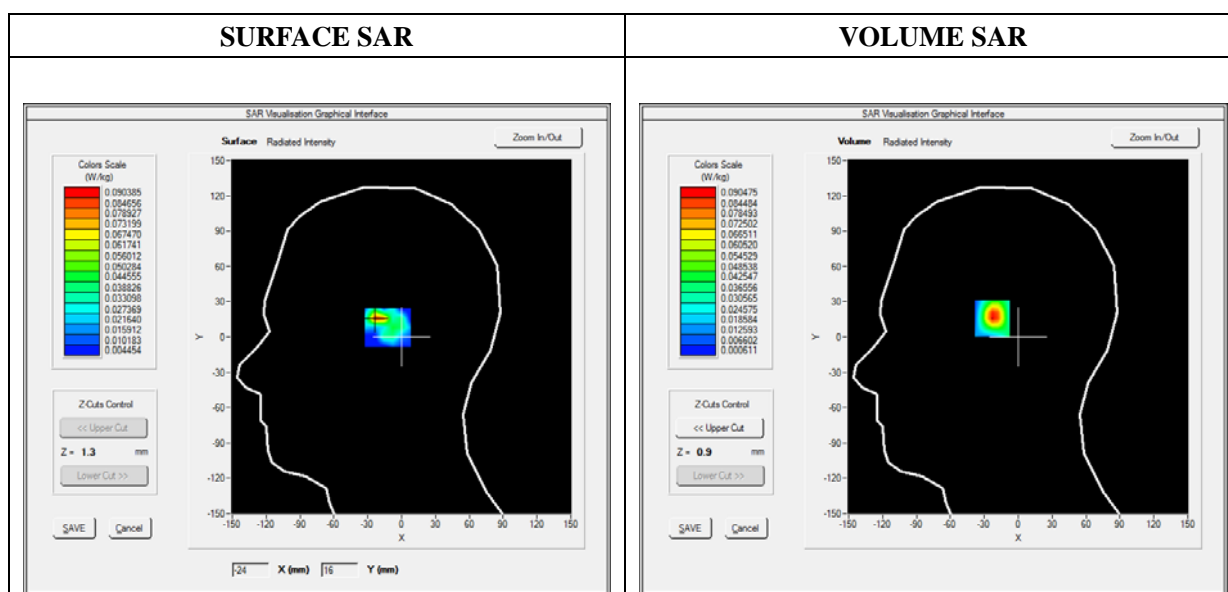 SURFACE SAR
VOLUME SAR
SAR Visualisation Graphical Interface
Surface Radiated Intensity
Zoom In/Out
Colors Scale
(W/kg)
0.090385
0.084656
0.078927
0.073199
0.067470
0.061741
0.056012
0.050284
0.044555
0.038826
0.033098
0.027369
0.021640
0.015912
0.010183
0.004454
Z-Cuts Control
<< Upper Cut
Z = 1.3 mm
Lower Cut >>
SAVE Cancel
150
120
90
60
30
0
-30
-60
-90
-120
-150
Y
-150 -120 -90 -60 -30 0 30 60 90 120 150
X
-24 X (mm) 16 Y (mm)
SAR Visualisation Graphical Interface
Volume Radiated Intensity
Zoom In/Out
Colors Scale
(W/kg)
0.090475
0.084484
0.078493
0.072502
0.066511
0.060520
0.054529
0.048538
0.042547
0.036556
0.030565
0.024575
0.018584
0.012593
0.006602
0.000611
Z-Cuts Control
<< Upper Cut
Z = 0.9 mm
Lower Cut >>
SAVE Cancel
150
120
90
60
30
0
-30
-60
-90
-120
-150
Y
-150 -120 -90 -60 -30 0 30 60 90 120 150
X